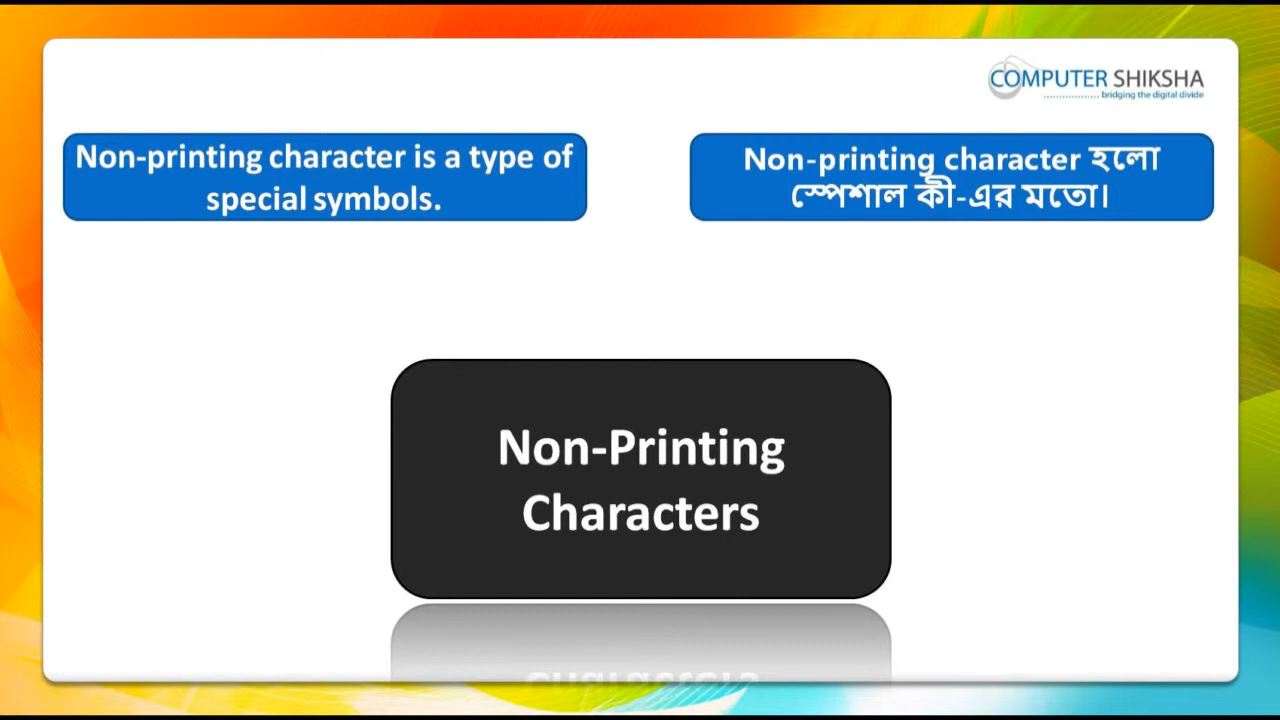 COMPUTER SHIKSHA
bridging the digital divide
Non-printing character is a type of
special symbols.
Non-printing character হলো
স্পেশাল কী-এর মতো।
Non-Printing
Characters